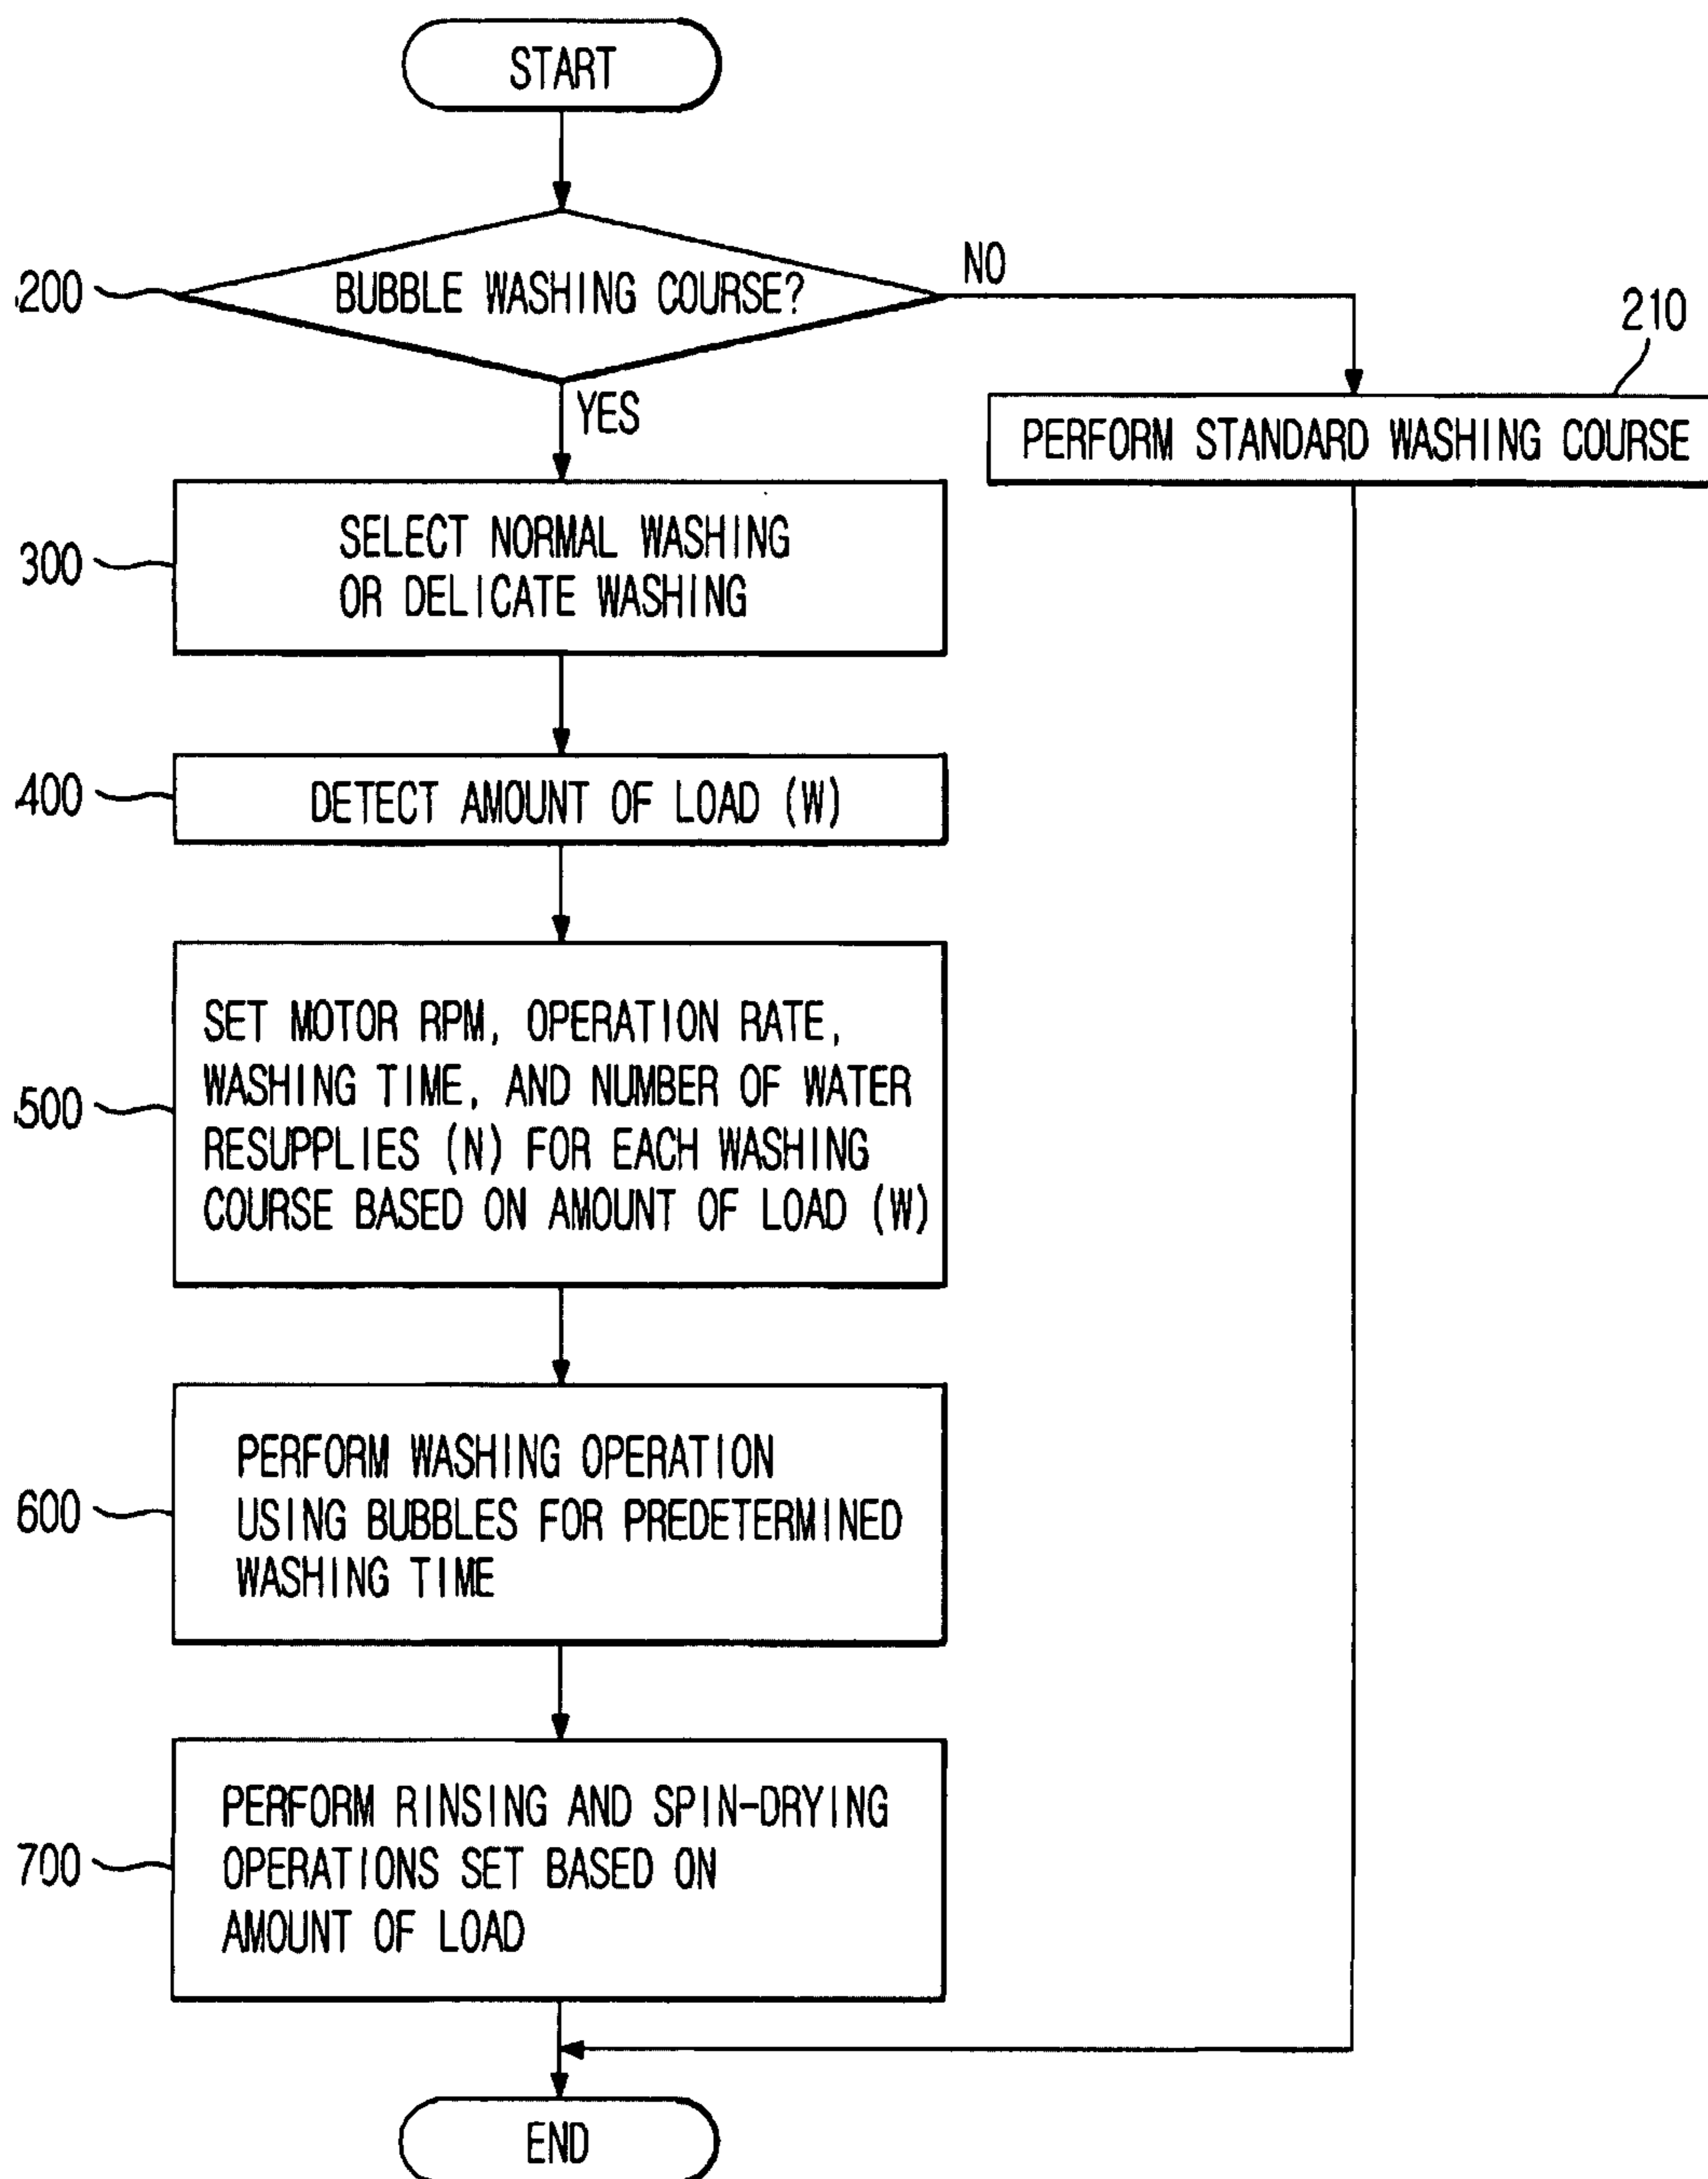 START
200
BUBBLE WASHING COURSE?
NO
210
YES
PERFORM STANDARD WASHING COURSE
300
SELECT NORMAL WASHING
OR DELICATE WASHING
400
DETECT AMOUNT OF LOAD (W)
500
SET MOTOR RPM, OPERATION RATE,
WASHING TIME, AND NUMBER OF WATER
RESUPPLIES (N) FOR EACH WASHING
COURSE BASED ON AMOUNT OF LOAD (W)
600
PERFORM WASHING OPERATION
USING BUBBLES FOR PREDETERMINED
WASHING TIME
700
PERFORM RINSING AND SPIN-DRYING
OPERATIONS SET BASED ON
AMOUNT OF LOAD
END